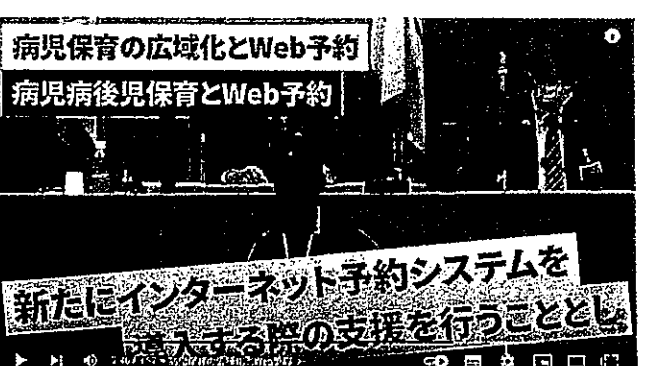 病児保育の広域化とWeb予約
病児病後児保育とWeb予約
新たにインターネット予約システムを
導入する際の支援を行うこととし